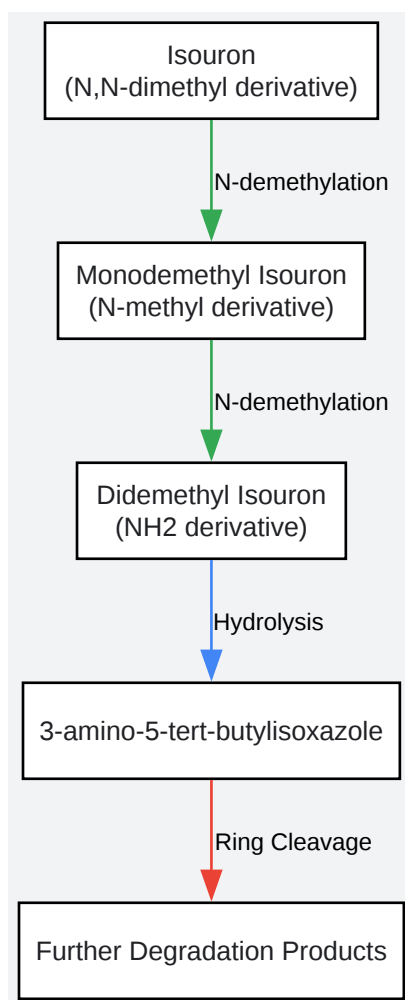 Isouron
(N,N-dimethyl derivative)
N-demethylation
Monodemethyl Isouron
(N-methyl derivative)
N-demethylation
Didemethyl Isouron
(NH2 derivative)
Hydrolysis
3-amino-5-tert-butylisoxazole
Ring Cleavage
Further Degradation Products